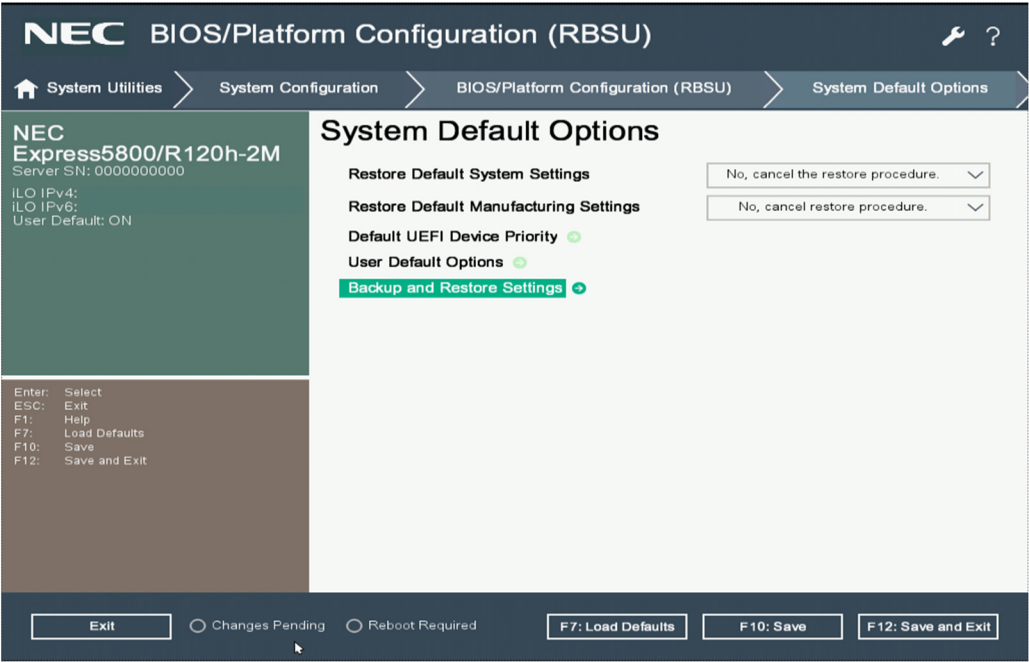 NEC BIOS/Platform Configuration (RBSU) ?
System Utilities System Configuration BIOS/Platform Configuration (RBSU) System Default Options
NEC
Express5800/R120h-2M
Server SN: 0000000000
iLO IPv4:
iLO IPv6:
User Default: ON
System Default Options
Restore Default System Settings No, cancel the restore procedure.
Restore Default Manufacturing Settings No, cancel restore procedure.
Default UEFI Device Priority
User Default Options
Backup and Restore Settings
Enter: Select
ESC: Exit
F1: Help
F7: Load Defaults
F10: Save
F12: Save and Exit
Exit Changes Pending Reboot Required F7: Load Defaults F10: Save F12: Save and Exit